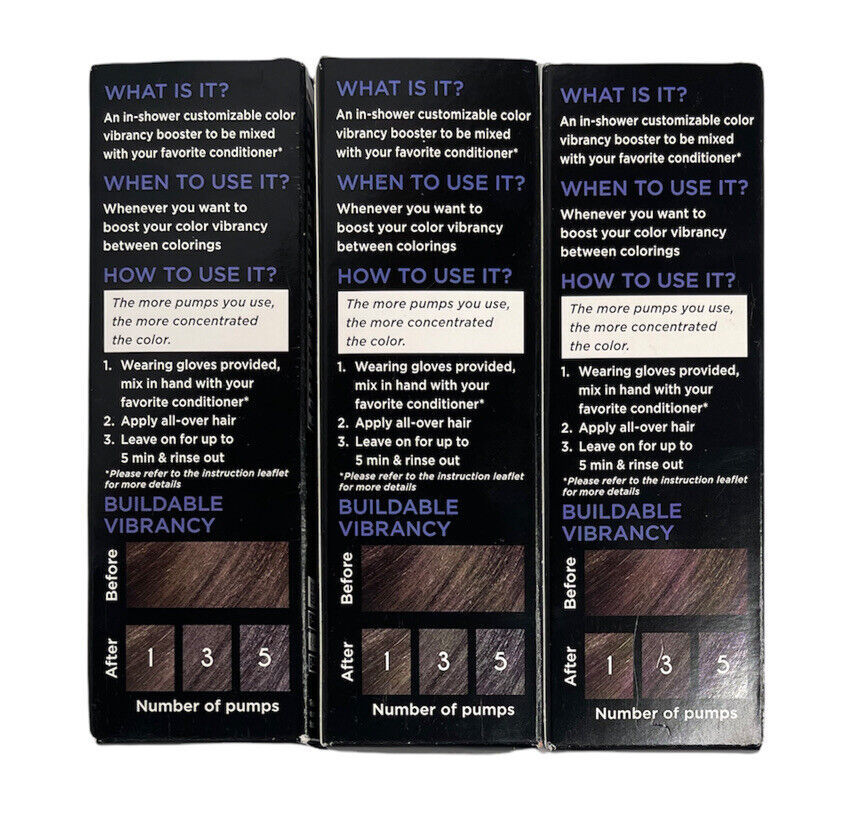 WHAT IS IT?
An in-shower customizable color
vibrancy booster to be mixed
with your favorite conditioner*
WHEN TO USE IT?
Whenever you want to
boost your color vibrancy
between colorings
HOW TO USE IT?
The more pumps you use,
the more concentrated
the color.
1. Wearing gloves provided,
mix in hand with your
favorite conditioner*
2. Apply all-over hair
3. Leave on for up to
5 min & rinse out
*Please refer to the instruction leaflet
for more details
BUILDABLE
VIBRANCY
Before
After
1 3 5
Number of pumps
WHAT IS IT?
An in-shower customizable color
vibrancy booster to be mixed
with your favorite conditioner*
WHEN TO USE IT?
Whenever you want to
boost your color vibrancy
between colorings
HOW TO USE IT?
The more pumps you use,
the more concentrated
the color.
1. Wearing gloves provided,
mix in hand with your
favorite conditioner*
2. Apply all-over hair
3. Leave on for up to
5 min & rinse out
*Please refer to the instruction leaflet
for more details
BUILDABLE
VIBRANCY
Before
After
1 3 5
Number of pumps
WHAT IS IT?
An in-shower customizable color
vibrancy booster to be mixed
with your favorite conditioner*
WHEN TO USE IT?
Whenever you want to
boost your color vibrancy
between colorings
HOW TO USE IT?
The more pumps you use,
the more concentrated
the color.
1. Wearing gloves provided,
mix in hand with your
favorite conditioner*
2. Apply all-over hair
3. Leave on for up to
5 min & rinse out
*Please refer to the instruction leaflet
for more details
BUILDABLE
VIBRANCY
Before
After
1 3 5
Number of pumps